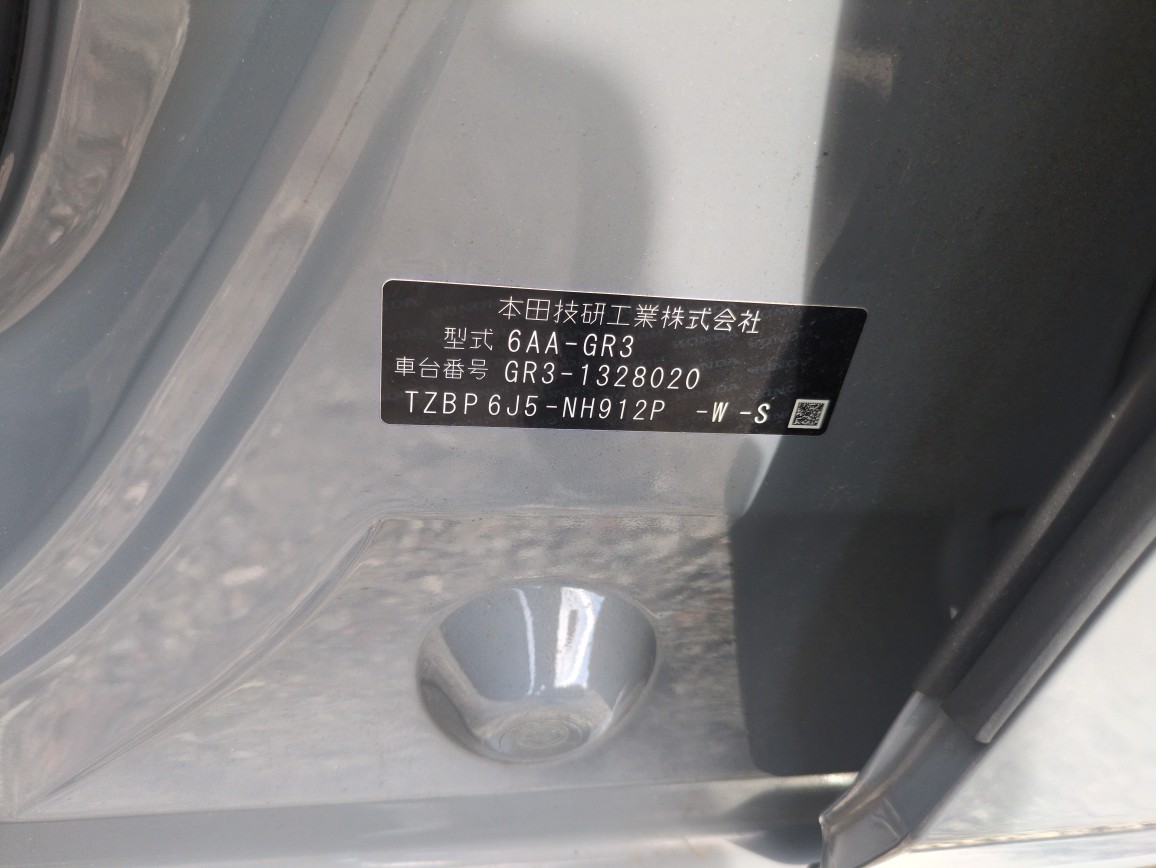 本田技研工業株式会社
型式 6AA-GR3
車台番号 GR3-1328020
TZBP6J5-NH912P -W -S